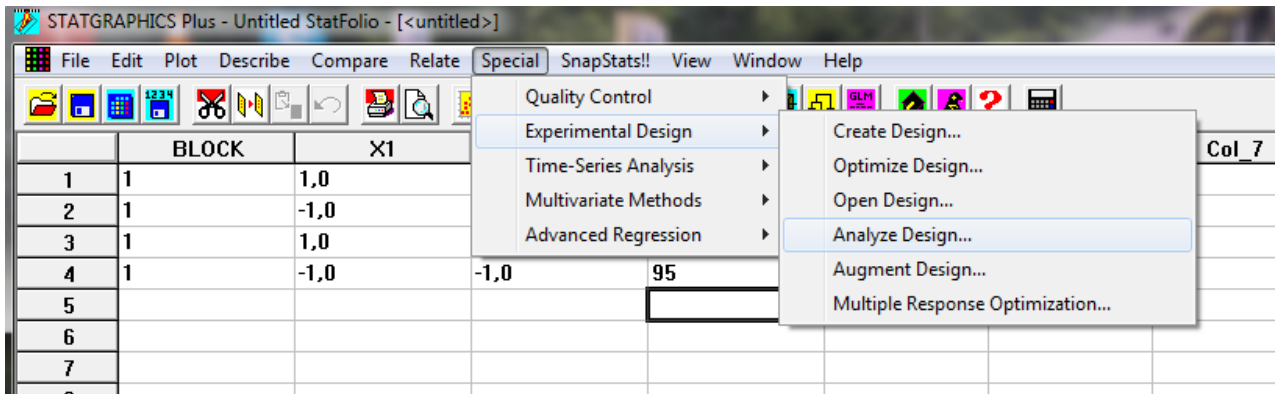 STATGRAPHICS Plus - Untitled StatFolio - [<untitled>]
File Edit Plot Describe Compare Relate Special SnapStats!! View Window Help
1234
GLM
Quality Control
Experimental Design
Time-Series Analysis
Multivariate Methods
Advanced Regression
Create Design...
Optimize Design...
Open Design...
Analyze Design...
Augment Design...
Multiple Response Optimization...
BLOCK X1 Col_7
1 1 1,0
2 1 -1,0
3 1 1,0
4 1 -1,0 -1,0 95
5
6
7